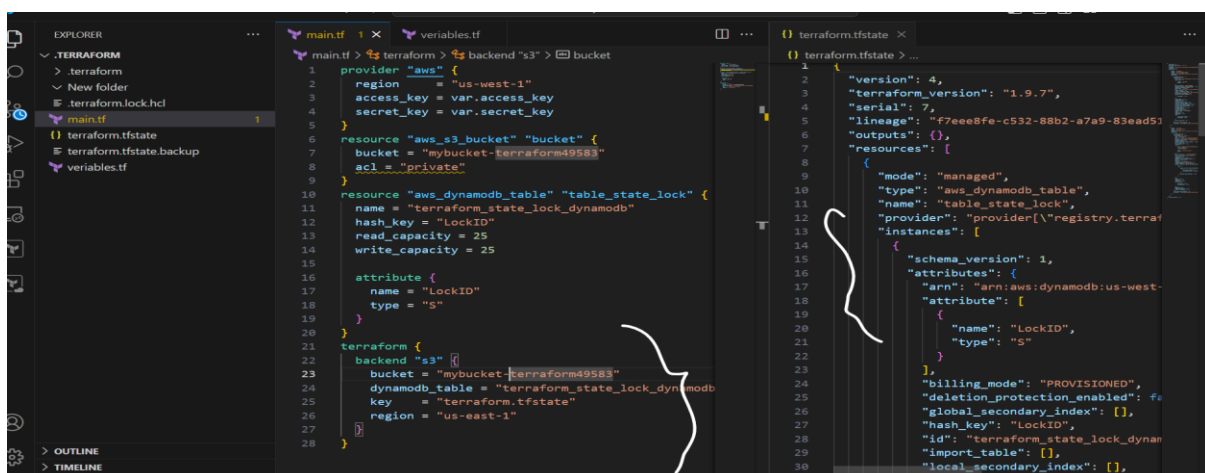 EXPLORER
.TERRAFORM
.terraform
New folder
.terraform.lock.hcl
main.tf 1
terraform.tfstate
terraform.tfstate.backup
veriables.tf
OUTLINE
TIMELINE
main.tf 1 veriables.tf
main.tf > terraform > backend "s3" > bucket
1 provider "aws" {
2 region = "us-west-1"
3 access_key = var.access_key
4 secret_key = var.secret_key
5 }
6 resource "aws_s3_bucket" "bucket" {
7 bucket = "mybucket-terraform49583"
8 acl = "private"
9 }
10 resource "aws_dynamodb_table" "table_state_lock" {
11 name = "terraform_state_lock_dynamodb"
12 hash_key = "LockID"
13 read_capacity = 25
14 write_capacity = 25
15
16 attribute {
17 name = "LockID"
18 type = "S"
19 }
20 }
21 terraform {
22 backend "s3" {
23 bucket = "mybucket-terraform49583"
24 dynamodb_table = "terraform_state_lock_dynamodb
25 key = "terraform.tfstate"
26 region = "us-east-1"
27 }
28 }
terraform.tfstate
terraform.tfstate > ...
1 {
2 "version": 4,
3 "terraform_version": "1.9.7",
4 "serial": 7,
5 "lineage": "f7eee8fe-c532-88b2-a7a9-83ead51
6 "outputs": {},
7 "resources": [
8 {
9 "mode": "managed",
10 "type": "aws_dynamodb_table",
11 "name": "table_state_lock",
12 "provider": "provider[\"registry.terraf
13 "instances": [
14 {
15 "schema_version": 1,
16 "attributes": {
17 "arn": "arn:aws:dynamodb:us-west-
18 "attribute": [
19 {
20 "name": "LockID",
21 "type": "S"
22 }
23 ],
24 "billing_mode": "PROVISIONED",
25 "deletion_protection_enabled": fa
26 "global_secondary_index": [],
27 "hash_key": "LockID",
28 "id": "terraform_state_lock_dynam
29 "import_table": [],
30 "local_secondary_index": [],